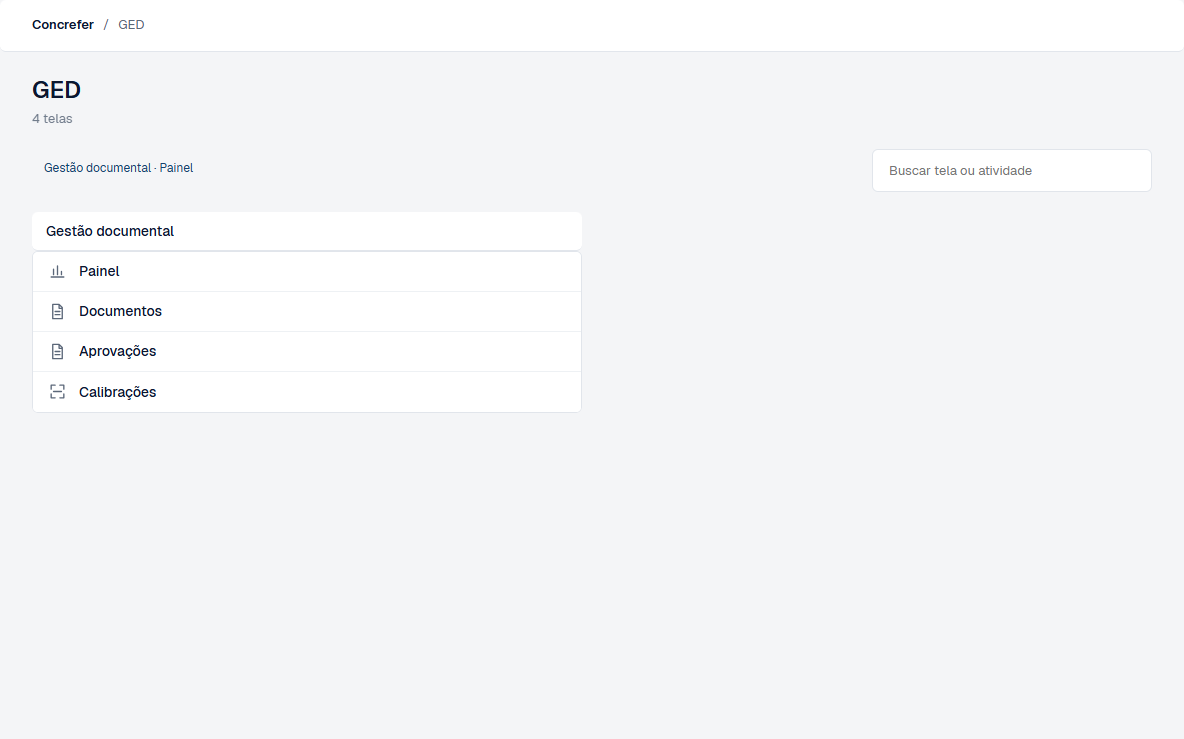 Concrefer / GED
GED
4 telas
Gestão documental · Painel
Buscar tela ou atividade
Gestão documental
Painel
Documentos
Aprovações
Calibrações